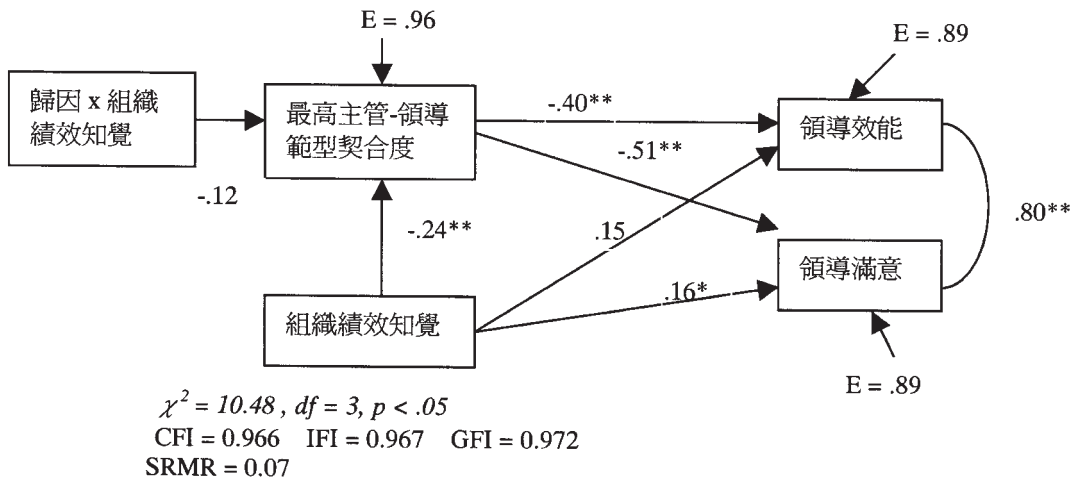 E = .96
E = .89
歸因 x 組織
績效知覺
最高主管-領導
範型契合度
-.40**
領導效能
-.51**
-.12
-.24**
.15
.80**
領導滿意
.16*
組織績效知覺
E = .89
χ² = 10.48 , df = 3, p < .05
CFI = 0.966 IFI = 0.967 GFI = 0.972
SRMR = 0.07